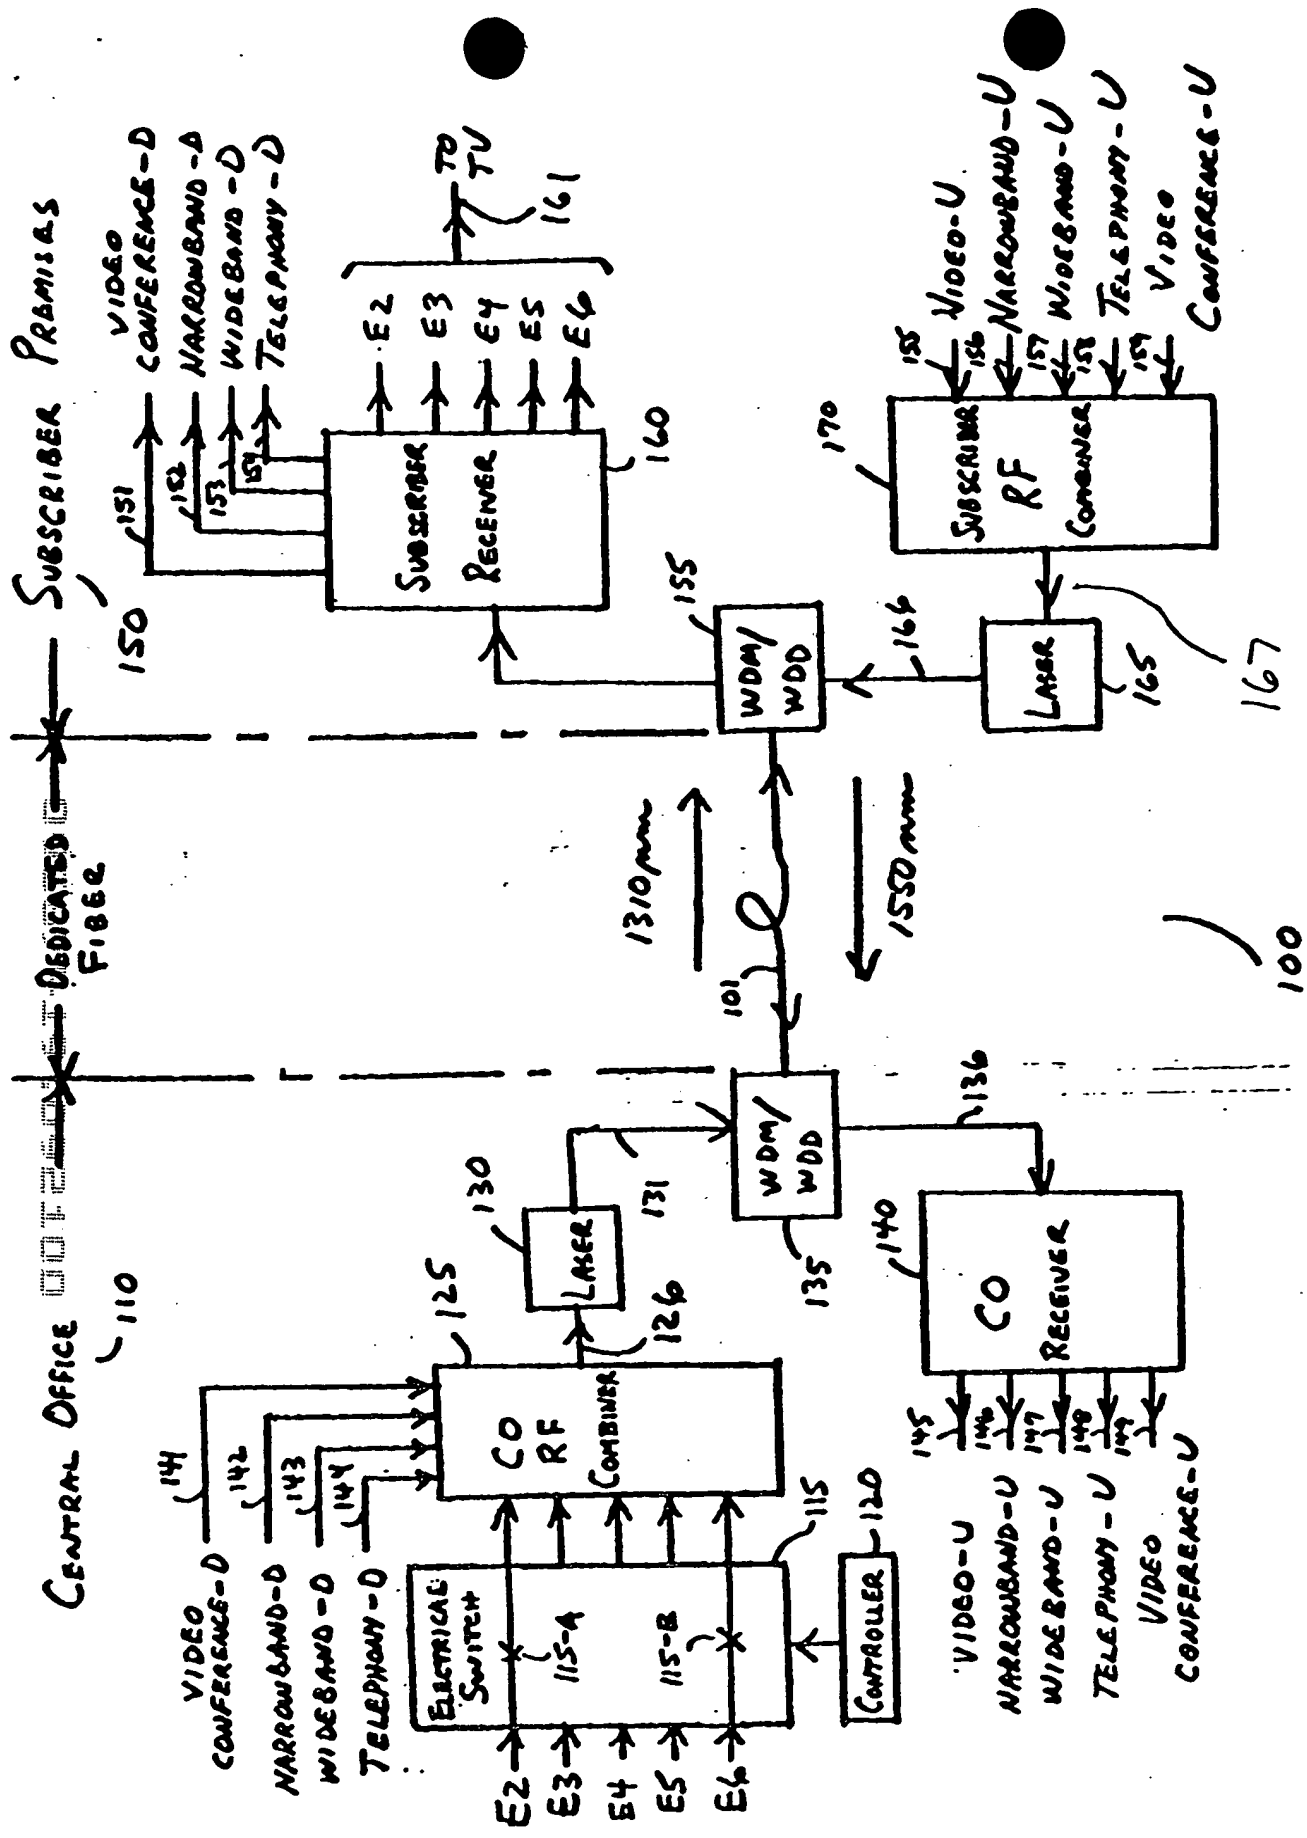 CENTRAL OFFICE
DEDICATED
FIBER
SUBSCRIBER PREMISES
110
150
VIDEO
CONFERENCE-D
141
NARROWBAND-D
142
WIDEBAND-D
143
TELEPHONY-D
144
ELECTRICAL
SWITCH
E2
E3
E4
E5
E6
115-A
115-B
115
CONTROLLER
120
CO
RF
COMBINER
125
126
LASER
130
131
WDM/
WDD
135
136
CO
RECEIVER
140
145
146
147
148
149
VIDEO-U
NARROWBAND-U
WIDEBAND-U
TELEPHONY-U
VIDEO
CONFERENCE-U
101
1310nm
1550nm
100
WDM/
WDD
155
VIDEO
CONFERENCE-D
151
NARROWBAND-D
152
WIDEBAND-D
153
TELEPHONY-D
154
SUBSCRIBER
RECEIVER
160
E2
E3
E4
E5
E6
TO
TV
161
166
LASER
165
167
SUBSCRIBER
RF
COMBINER
170
155
VIDEO-U
156
NARROWBAND-U
157
WIDEBAND-U
158
TELEPHONY-U
159
VIDEO
CONFERENCE-U